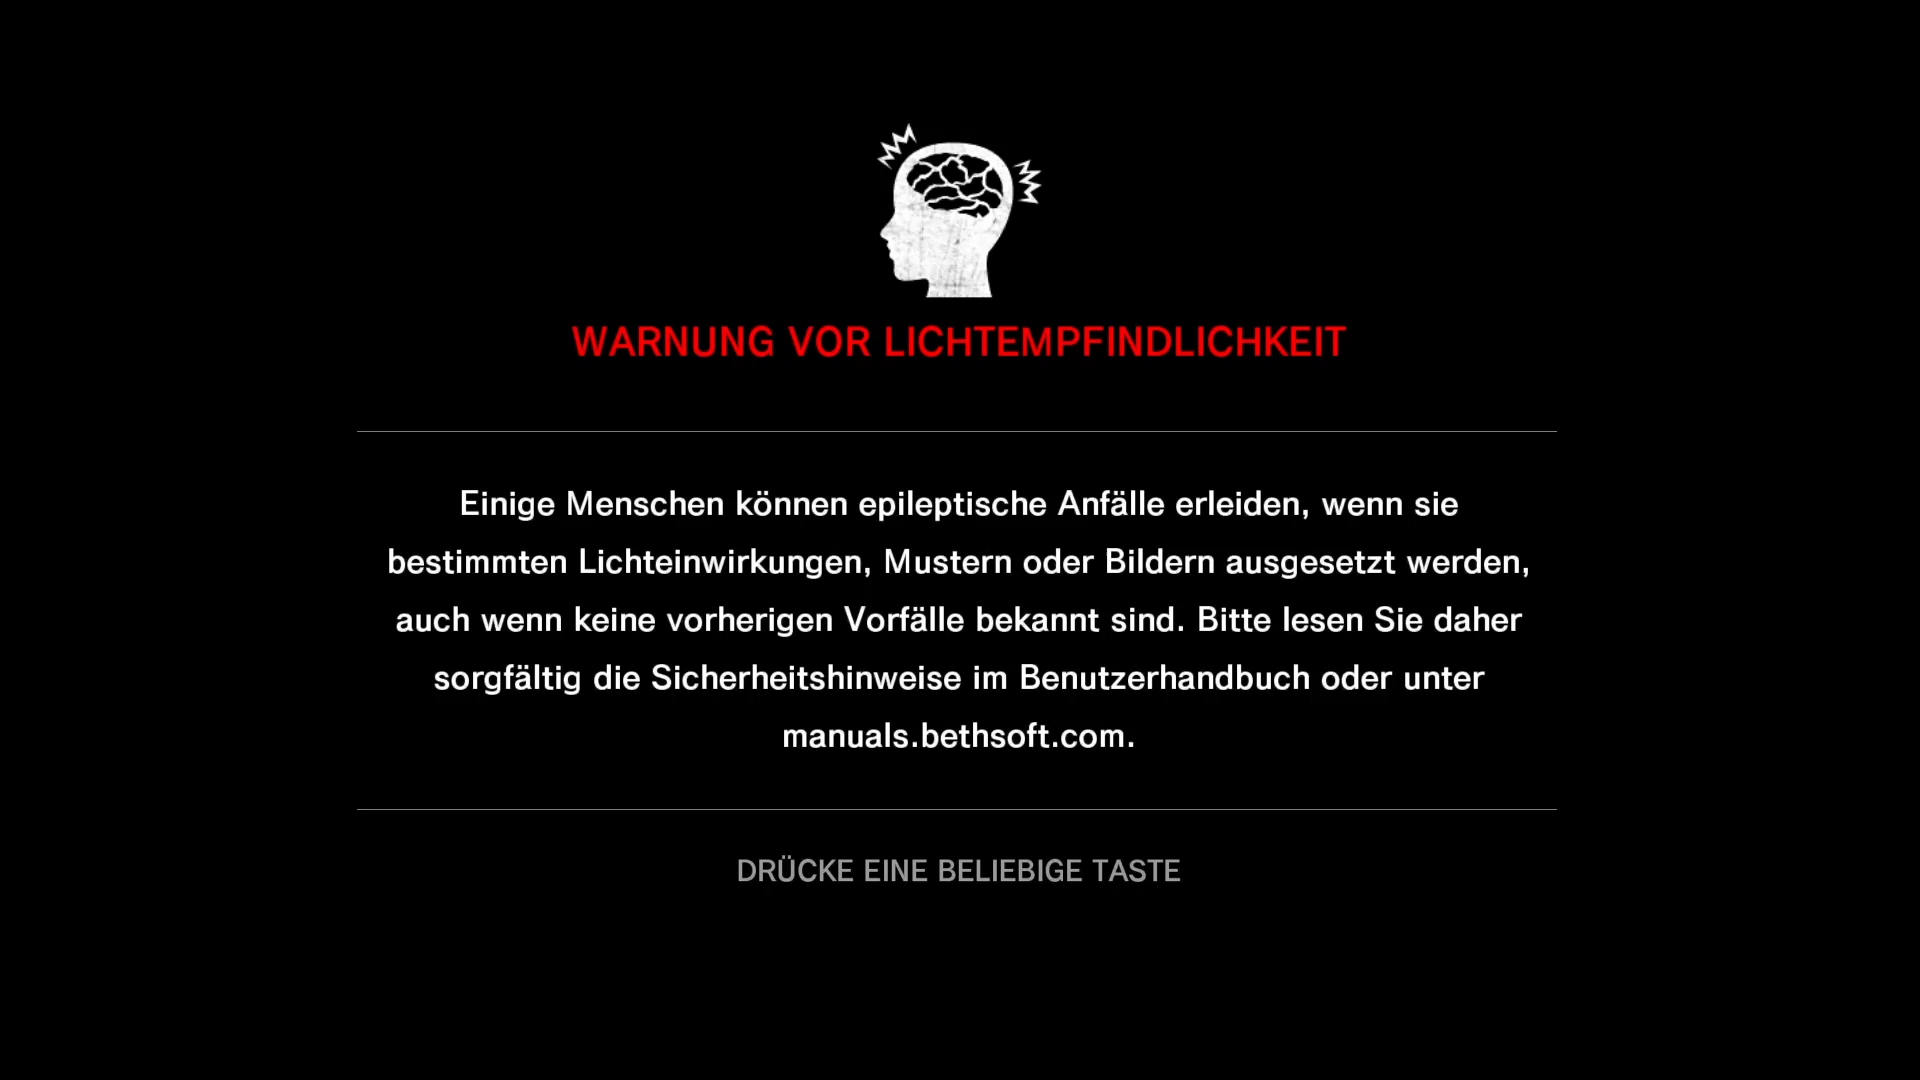 WARNUNG VOR LICHTEMPFINDLICHKEIT
Einige Menschen können epileptische Anfälle erleiden, wenn sie
bestimmten Lichteinwirkungen, Mustern oder Bildern ausgesetzt werden,
auch wenn keine vorherigen Vorfälle bekannt sind. Bitte lesen Sie daher
sorgfältig die Sicherheitshinweise im Benutzerhandbuch oder unter
manuals.bethsoft.com.
DRÜCKE EINE BELIEBIGE TASTE